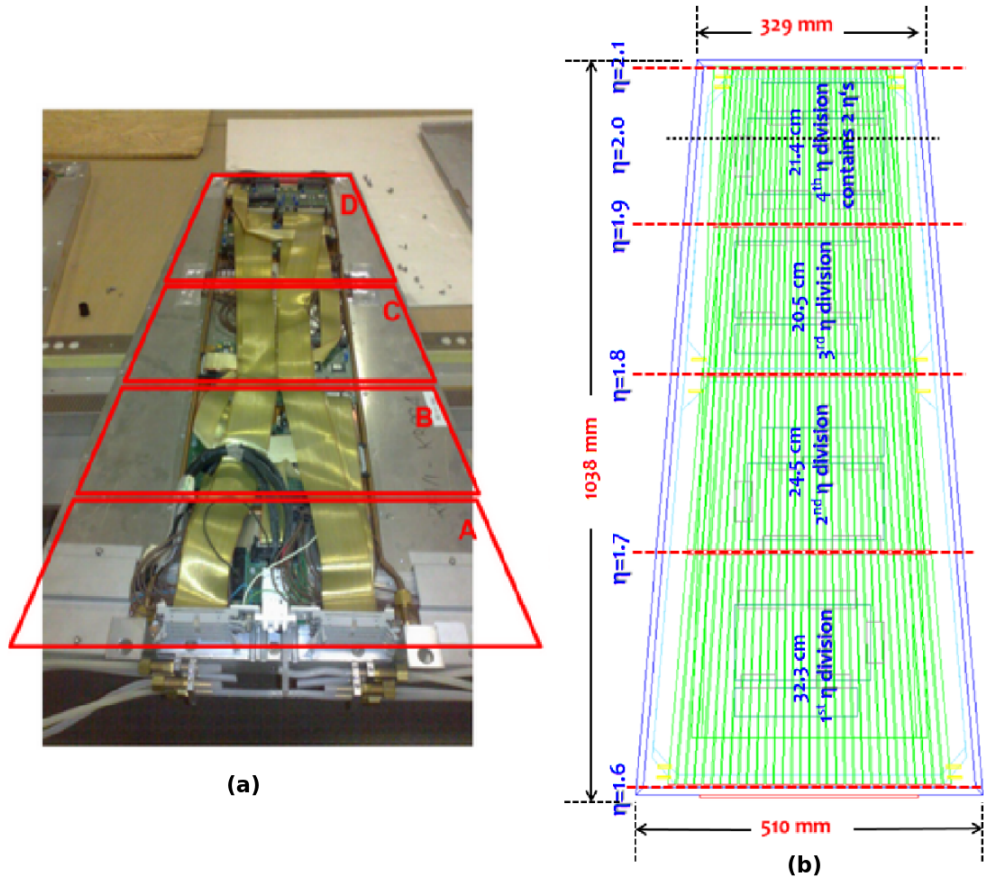 D
C
B
A
(a)
329 mm
η=2.1
η=2.0
η=1.9
η=1.8
η=1.7
η=1.6
1038 mm
21.4 cm
4th η division
contains 2 η's
20.5 cm
3rd η division
24.5 cm
2nd η division
32.3 cm
1st η division
510 mm
(b)